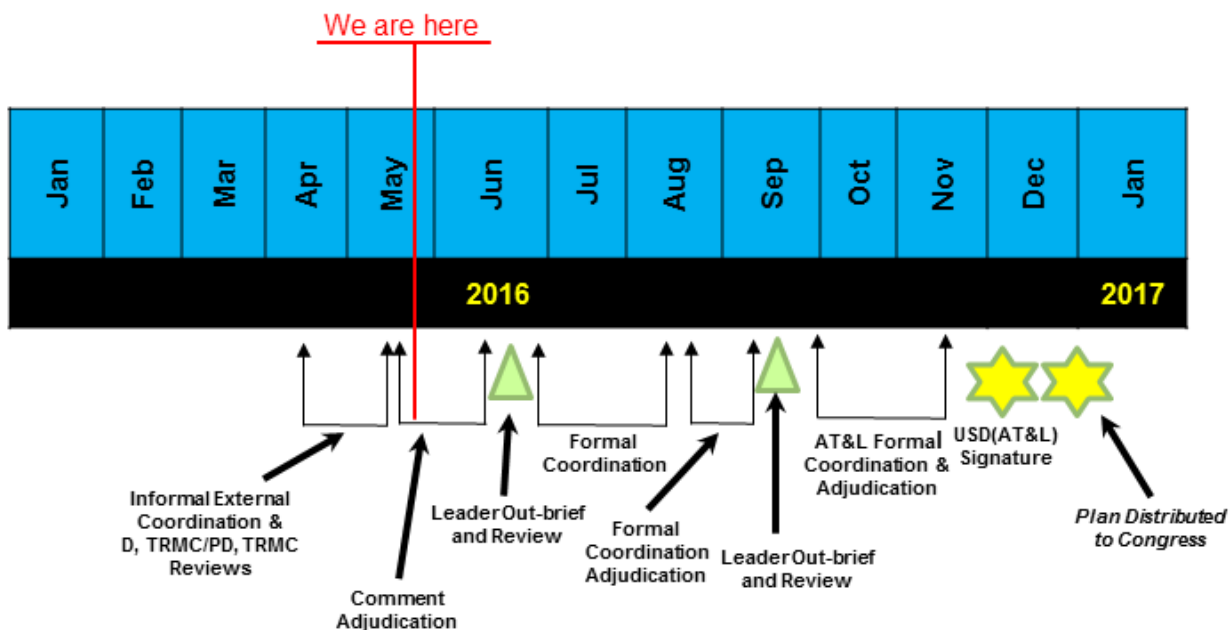 We are here
Jan
Feb
Mar
Apr
May
Jun
Jul
Aug
Sep
Oct
Nov
Dec
Jan
2016
2017
Informal External
Coordination &
D, TRMC/PD, TRMC
Reviews
Comment
Adjudication
Leader Out-brief
and Review
Formal
Coordination
Formal
Coordination
Adjudication
Leader Out-brief
and Review
AT&L Formal
Coordination &
Adjudication
USD(AT&L)
Signature
Plan Distributed
to Congress